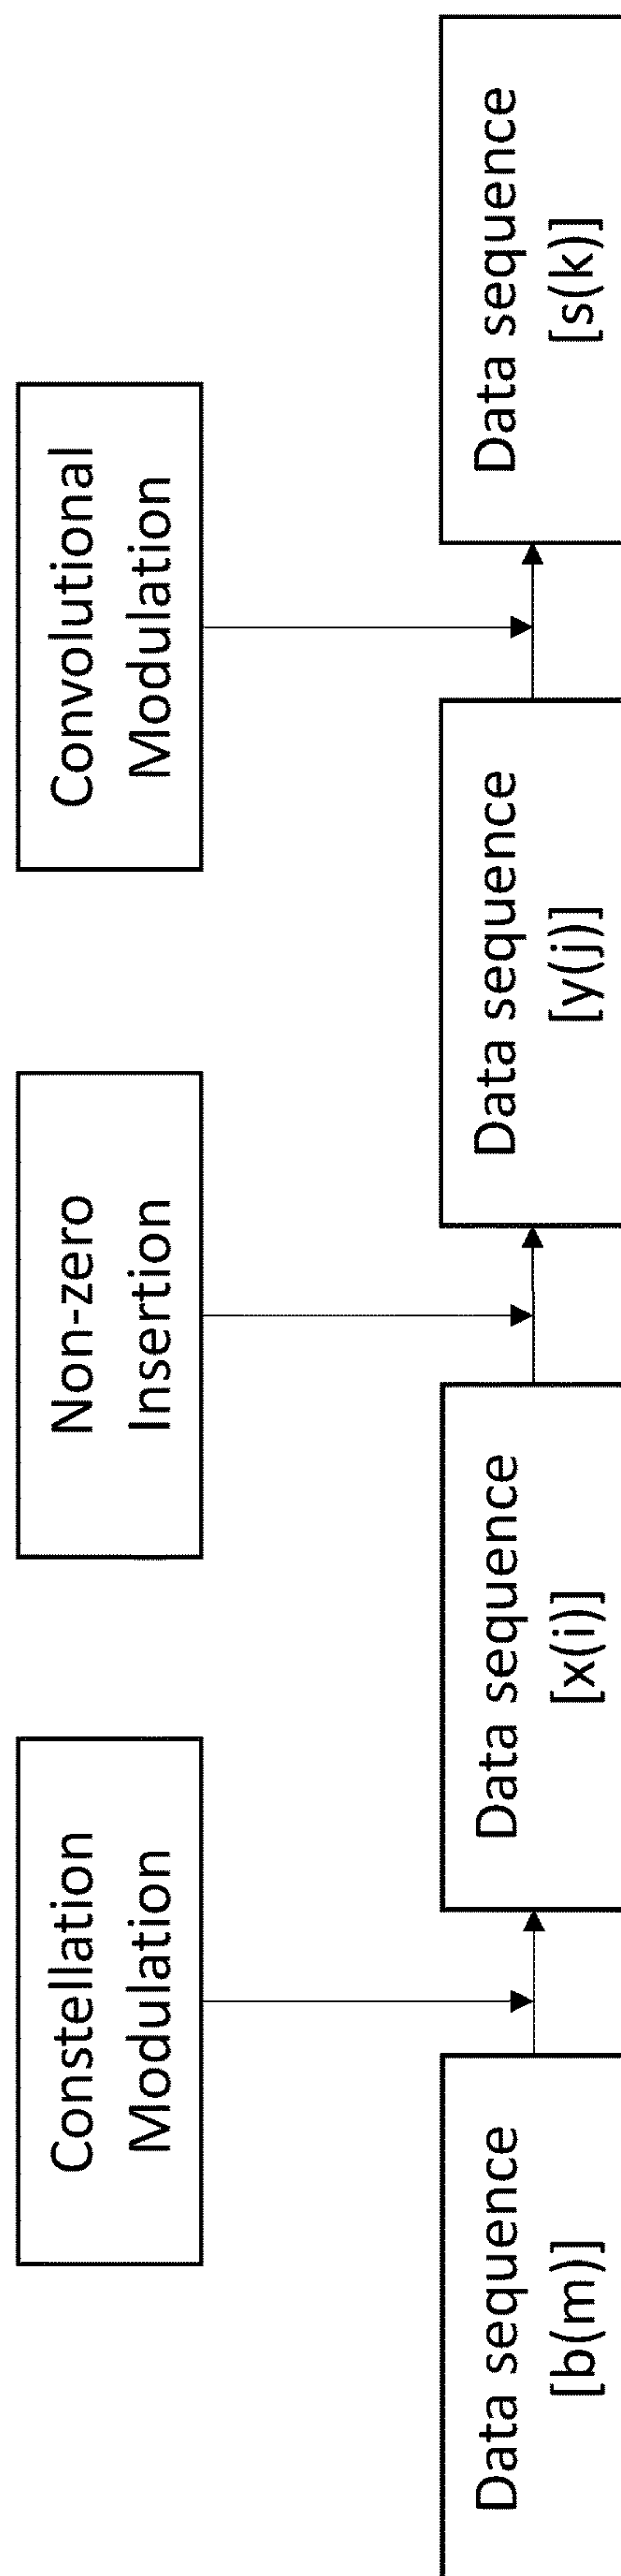 Constellation
Modulation
Non-zero
Insertion
Convolutional
Modulation
Data sequence
[b(m)]
Data sequence
[x(i)]
Data sequence
[y(j)]
Data sequence
[s(k)]